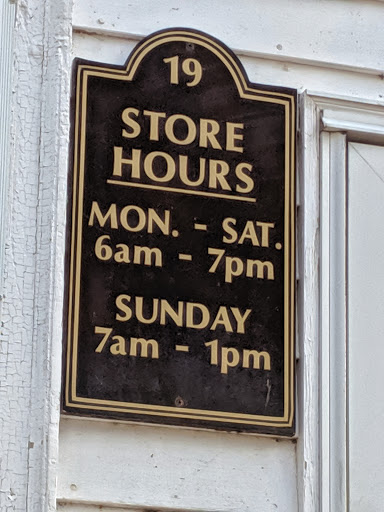 19
STORE
HOURS
MON. - SAT.
6am - 7pm
SUNDAY
7am - 1pm